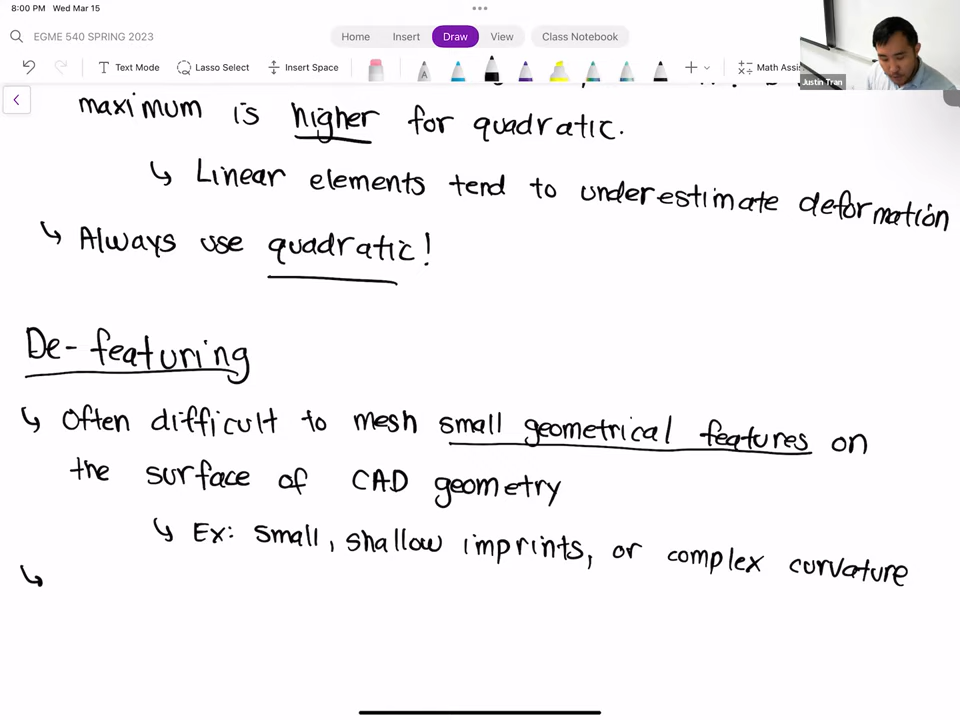 8:00 PM Wed Mar 15
EGME 540 SPRING 2023
Home Insert Draw View Class Notebook
Text Mode Lasso Select Insert Space Math Assis
Justin Tran
maximum is higher for quadratic.
↳ Linear elements tend to underestimate deformation
↳ Always use quadratic!
De-featuring
↳ Often difficult to mesh small geometrical features on
the surface of CAD geometry
↳ Ex: small, shallow imprints, or complex curvature
↳